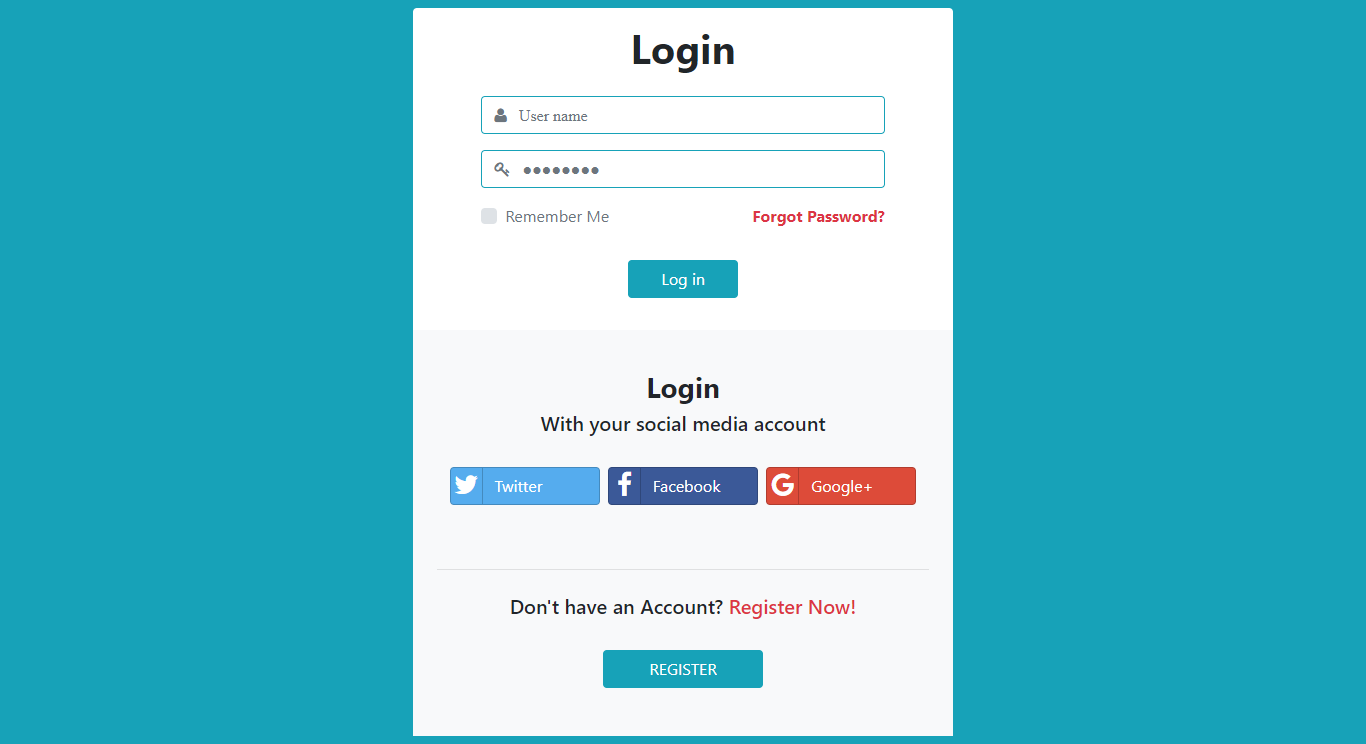 Login
User name
●●●●●●●●
Remember Me Forgot Password?
Log in
Login
With your social media account
Twitter Facebook Google+
Don't have an Account? Register Now!
REGISTER